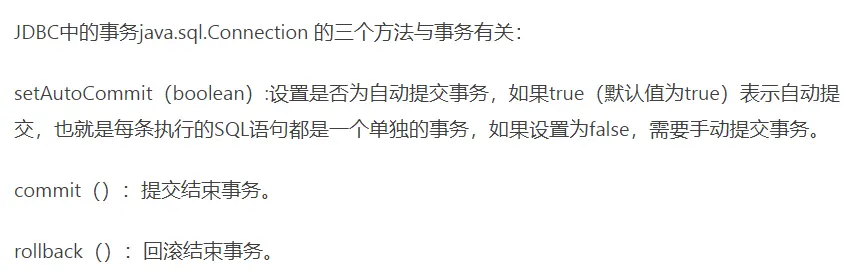 JDBC中的事务java.sql.Connection 的三个方法与事务有关：
setAutoCommit（boolean）:设置是否为自动提交事务，如果true（默认值为true）表示自动提
交，也就是每条执行的SQL语句都是一个单独的事务，如果设置为false，需要手动提交事务。
commit（）：提交结束事务。
rollback（）：回滚结束事务。